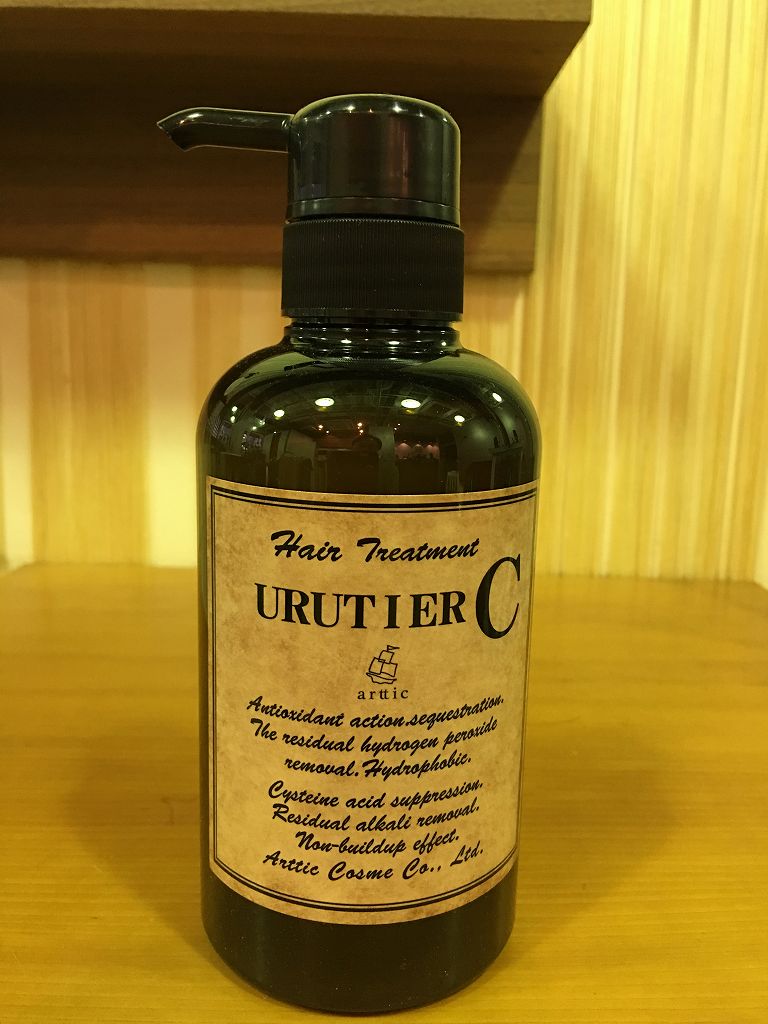 Hair Treatment
URUTIER C
arttic
Antioxidant action.sequestration.
The residual hydrogen peroxide
removal.Hydrophobic.
Cysteine acid suppression.
Residual alkali removal.
Non-buildup effect.
Arttic Cosme Co., Ltd.